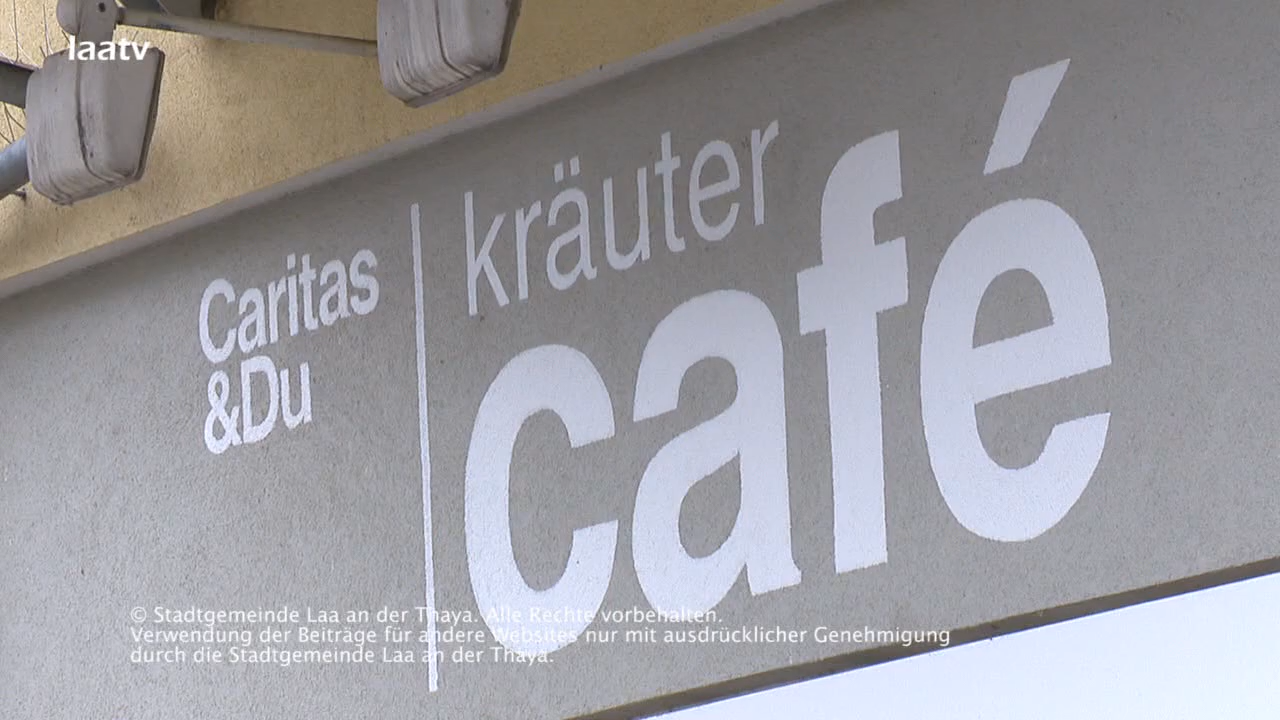 laatv
Caritas
&Du
kräuter
café
© Stadtgemeinde Laa an der Thaya. Alle Rechte vorbehalten.
Verwendung der Beiträge für andere Websites nur mit ausdrücklicher Genehmigung
durch die Stadtgemeinde Laa an der Thaya.